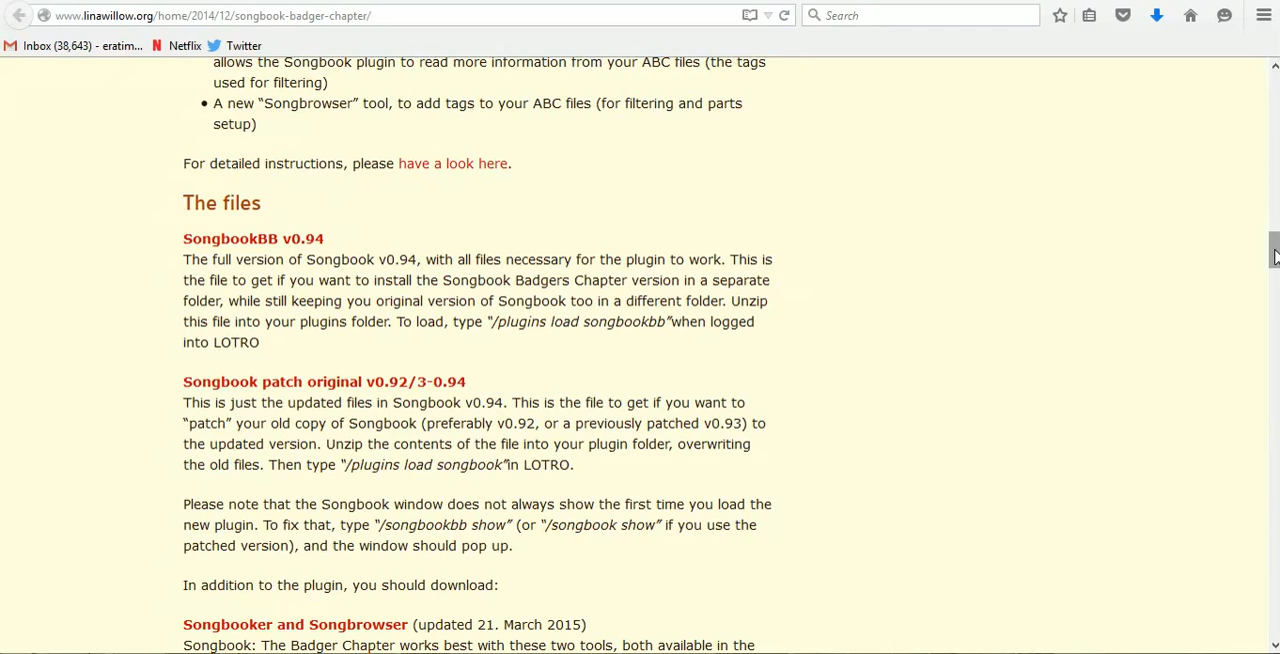 www.linawillow.org/home/2014/12/songbook-badger-chapter/
Search
Inbox (38,643) - eratim...
Netflix
Twitter
allows the Songbook plugin to read more information from your ABC files (the tags
used for filtering)
A new “Songbrowser” tool, to add tags to your ABC files (for filtering and parts
setup)
For detailed instructions, please have a look here.
The files
SongbookBB v0.94
The full version of Songbook v0.94, with all files necessary for the plugin to work. This is
the file to get if you want to install the Songbook Badgers Chapter version in a separate
folder, while still keeping you original version of Songbook too in a different folder. Unzip
this file into your plugins folder. To load, type “/plugins load songbookbb”when logged
into LOTRO
Songbook patch original v0.92/3-0.94
This is just the updated files in Songbook v0.94. This is the file to get if you want to
“patch” your old copy of Songbook (preferably v0.92, or a previously patched v0.93) to
the updated version. Unzip the contents of the file into your plugin folder, overwriting
the old files. Then type “/plugins load songbook”in LOTRO.
Please note that the Songbook window does not always show the first time you load the
new plugin. To fix that, type “/songbookbb show” (or “/songbook show” if you use the
patched version), and the window should pop up.
In addition to the plugin, you should download:
Songbooker and Songbrowser (updated 21. March 2015)
Songbook: The Badger Chapter works best with these two tools, both available in the